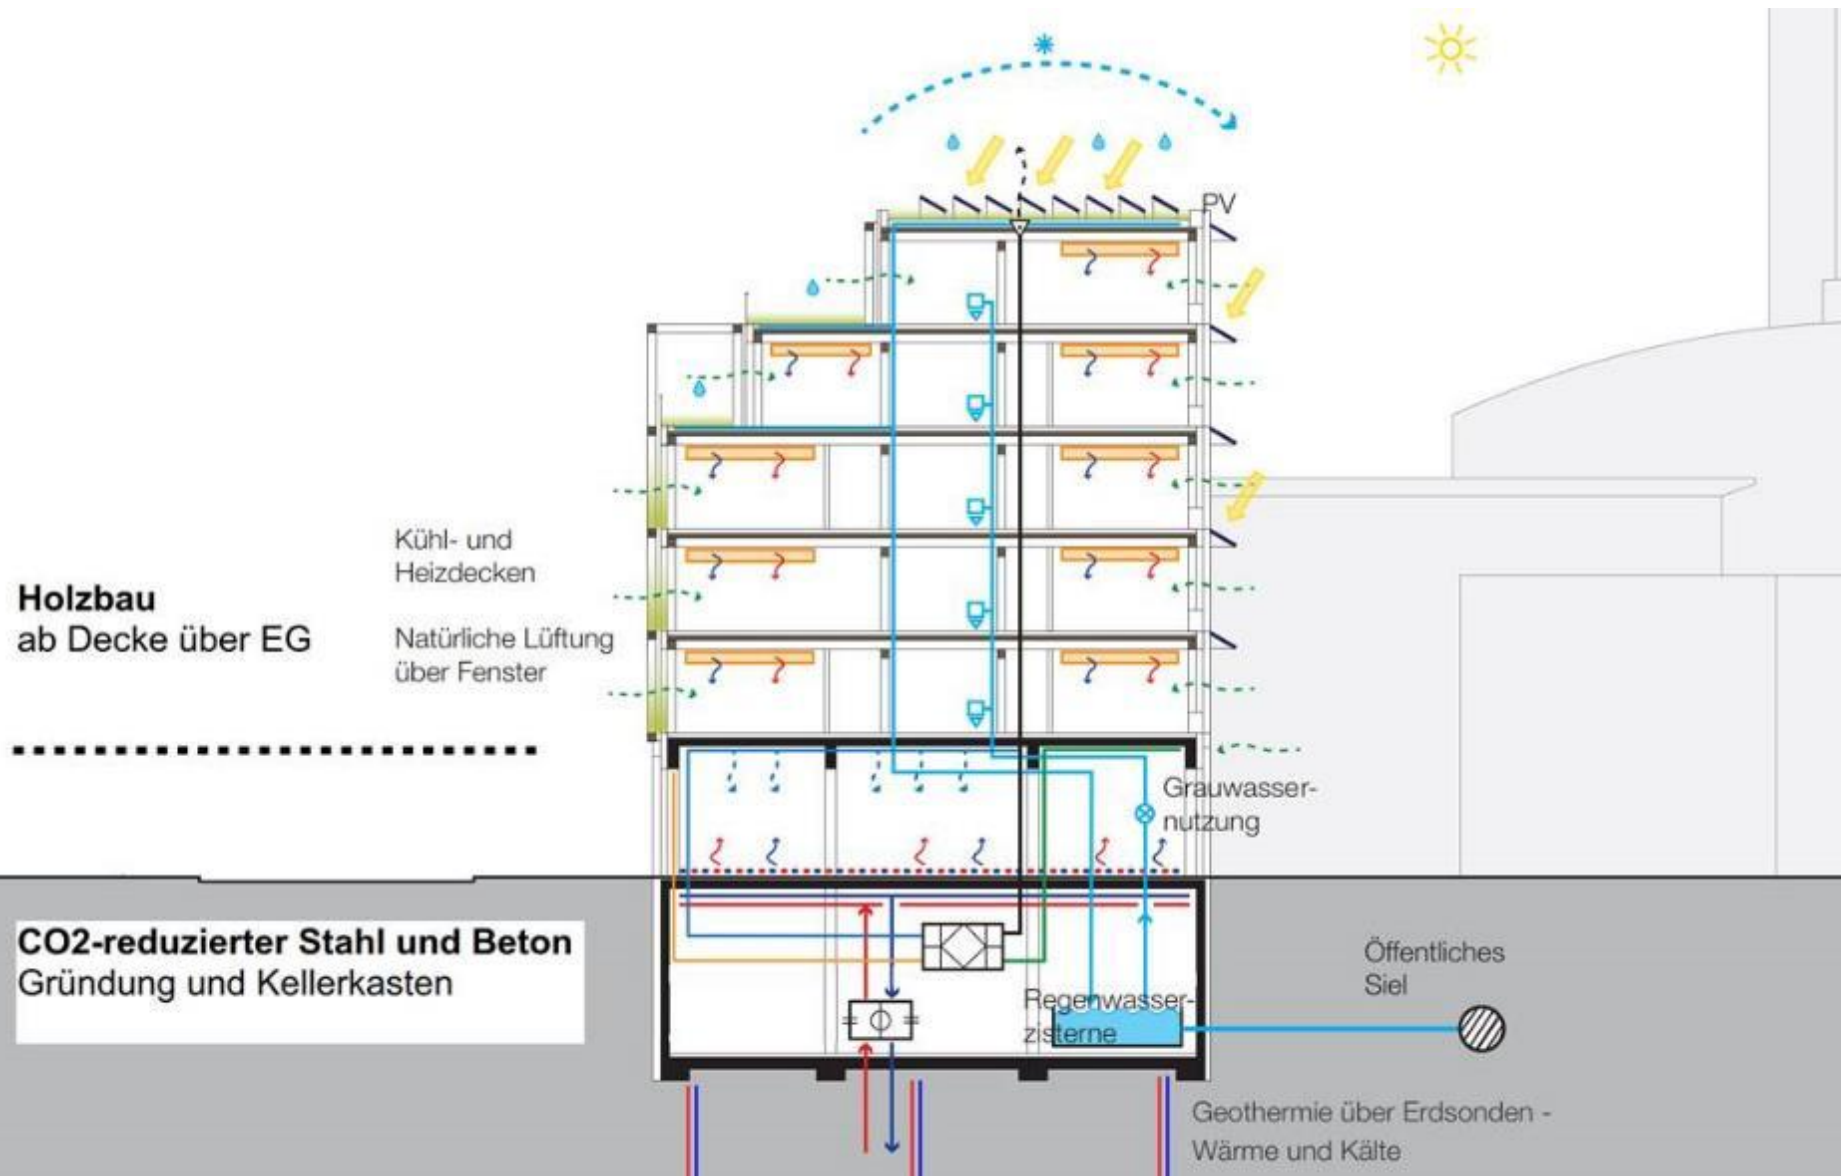 PV
Kühl- und
Heizdecken
Holzbau
ab Decke über EG
Natürliche Lüftung
über Fenster
Grauwasser-
nutzung
CO2-reduzierter Stahl und Beton
Gründung und Kellerkasten
Öffentliches
Siel
Regenwasser-
zisterne
Geothermie über Erdsonden -
Wärme und Kälte